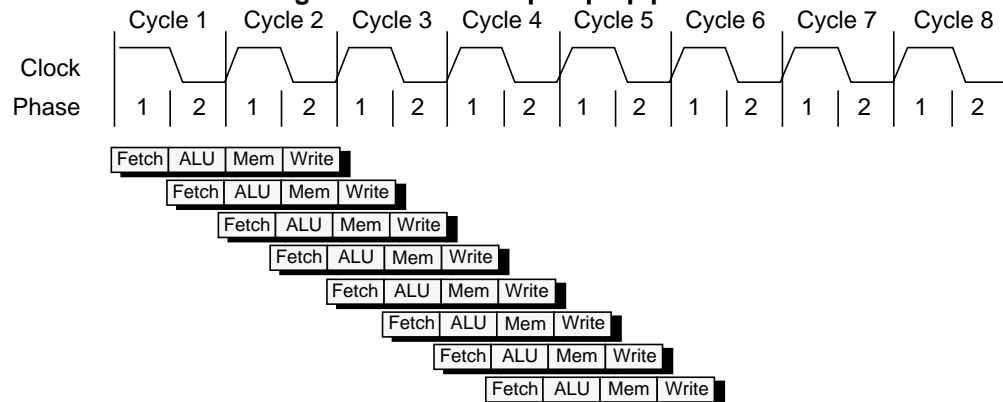 Cycle 1 Cycle 2 Cycle 3 Cycle 4 Cycle 5 Cycle 6 Cycle 7 Cycle 8
Clock
Phase 1 2 1 2 1 2 1 2 1 2 1 2 1 2 1 2
Fetch ALU Mem Write
Fetch ALU Mem Write
Fetch ALU Mem Write
Fetch ALU Mem Write
Fetch ALU Mem Write
Fetch ALU Mem Write
Fetch ALU Mem Write
Fetch ALU Mem Write